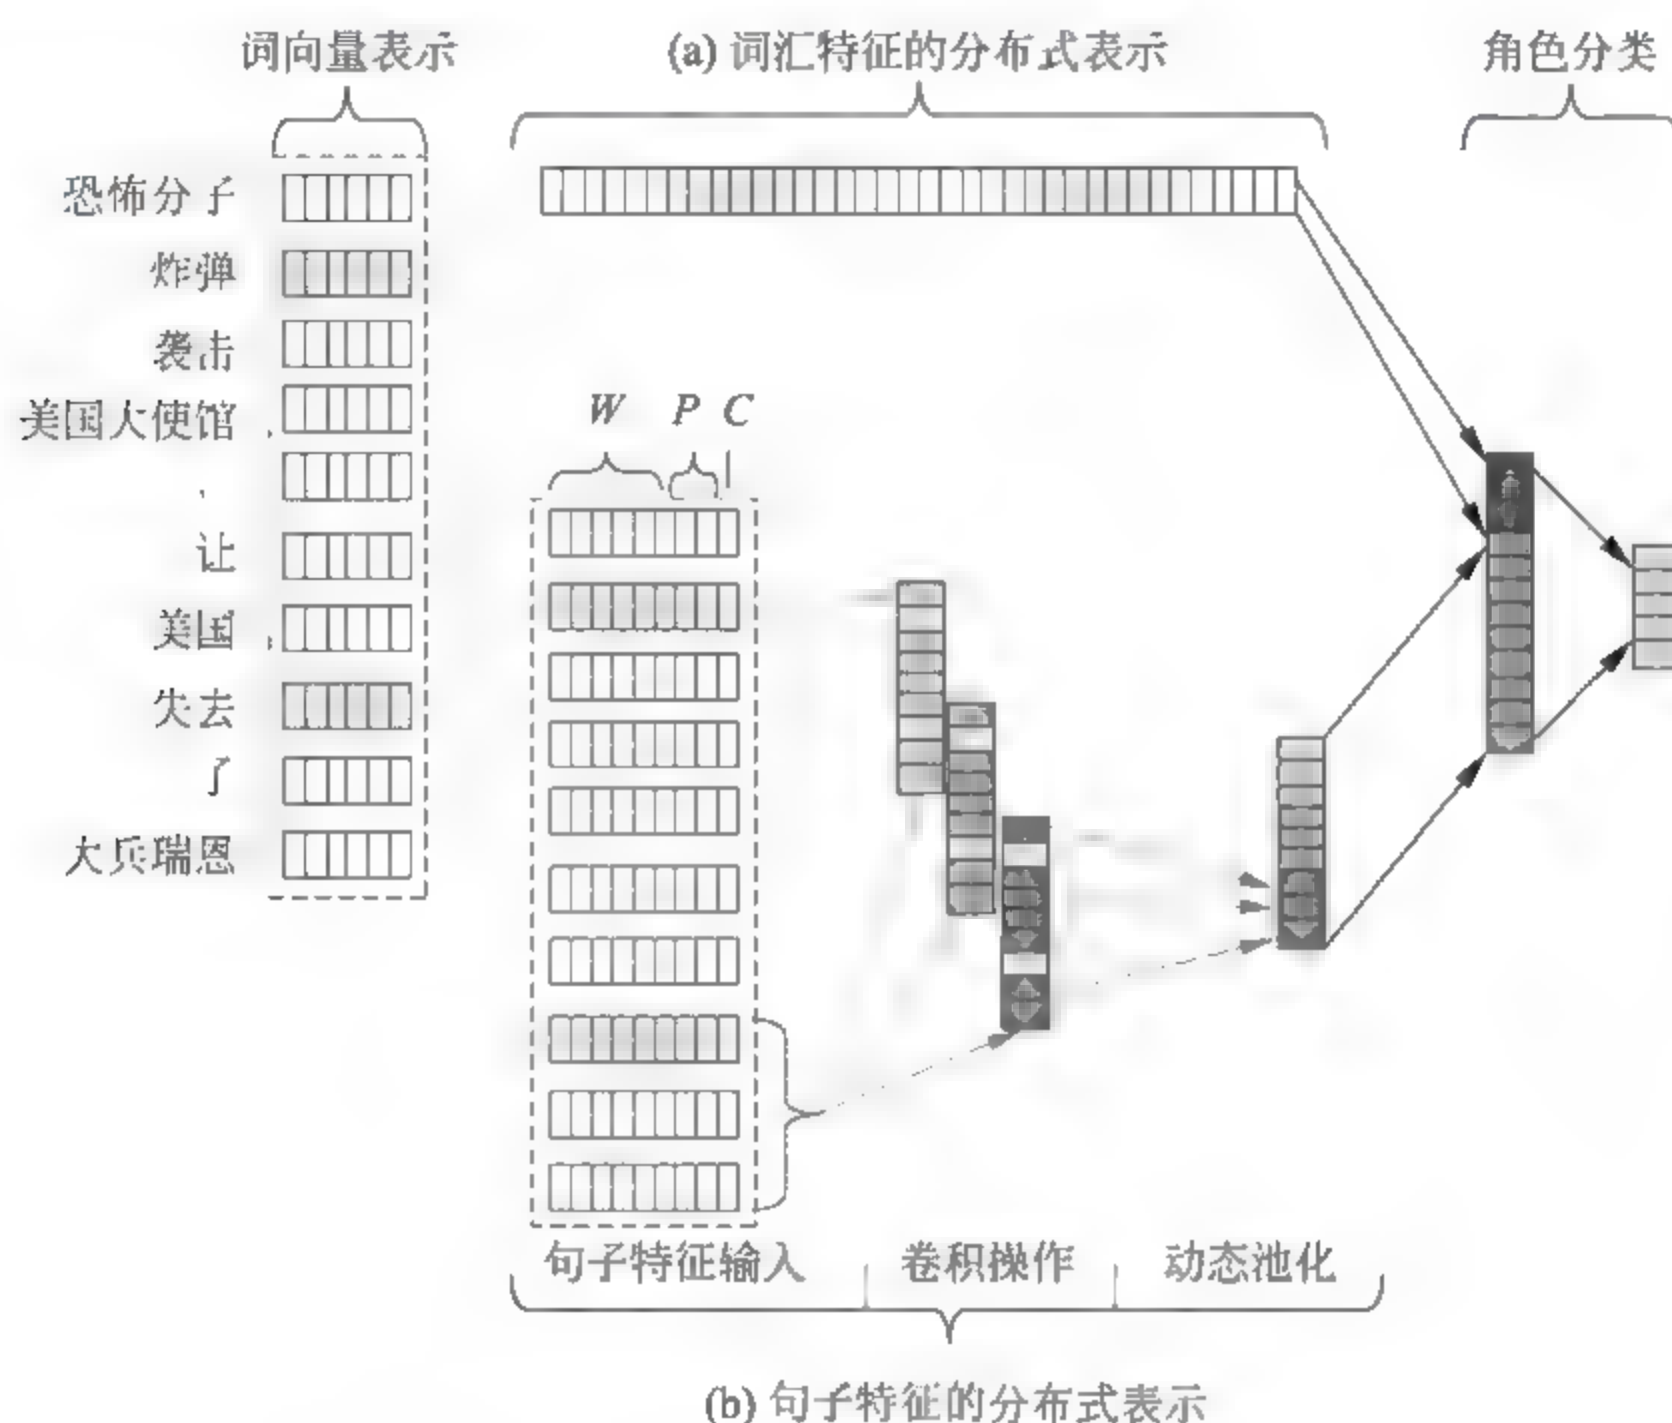 词向量表示
(a) 词汇特征的分布式表示
角色分类
恐怖分子
炸弹
袭击
美国大使馆
让
美国
失去
了
大兵瑞恩
W P C
句子特征输入
卷积操作
动态池化
(b) 句子特征的分布式表示